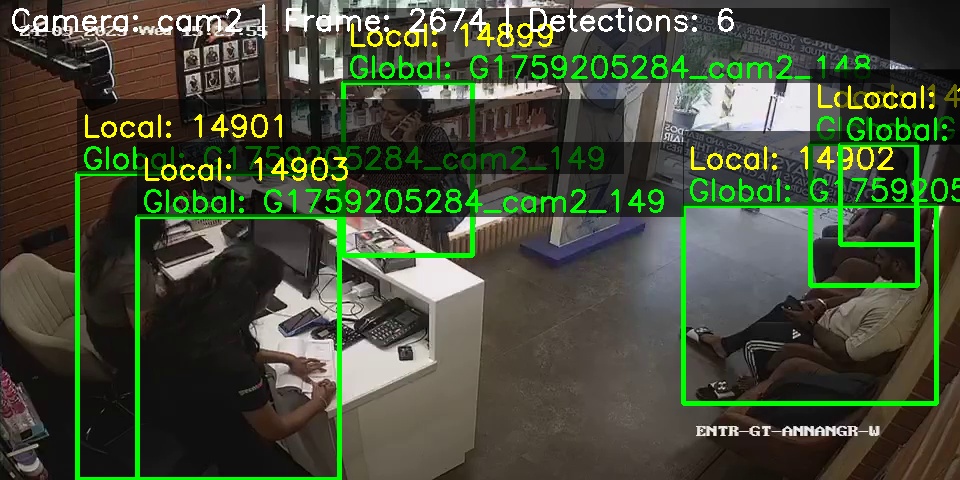 Camera: cam2 | Frame: 2674 | Detections: 6
Local: 14899
Global: G1759205284_cam2_148
Local:
Global:
Local: 14901
Global: G1759205284_cam2_149
Local: 14903
Global: G1759205284_cam2_149
Local: 14902
Global: G1759205
ENTR-GT-ANNANGR-W